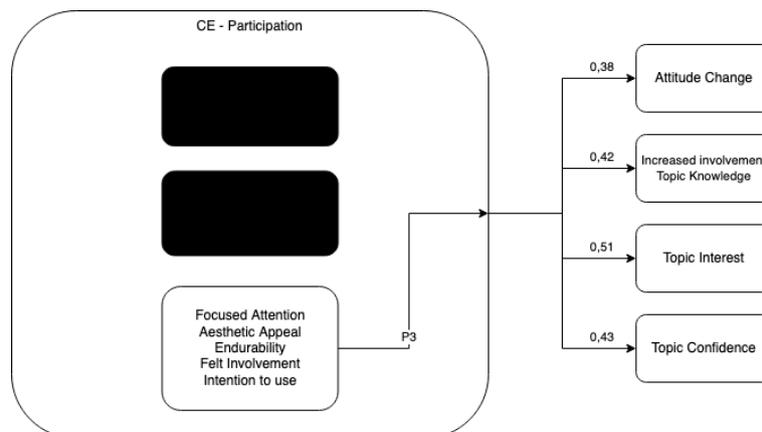 CE - Participation
0,38
Attitude Change
0,42
Increased involvemen
Topic Knowledge
0,51
Topic Interest
Focused Attention
Aesthetic Appeal
Endurability
Felt Involvement
Intention to use
P3
0,43
Topic Confidence